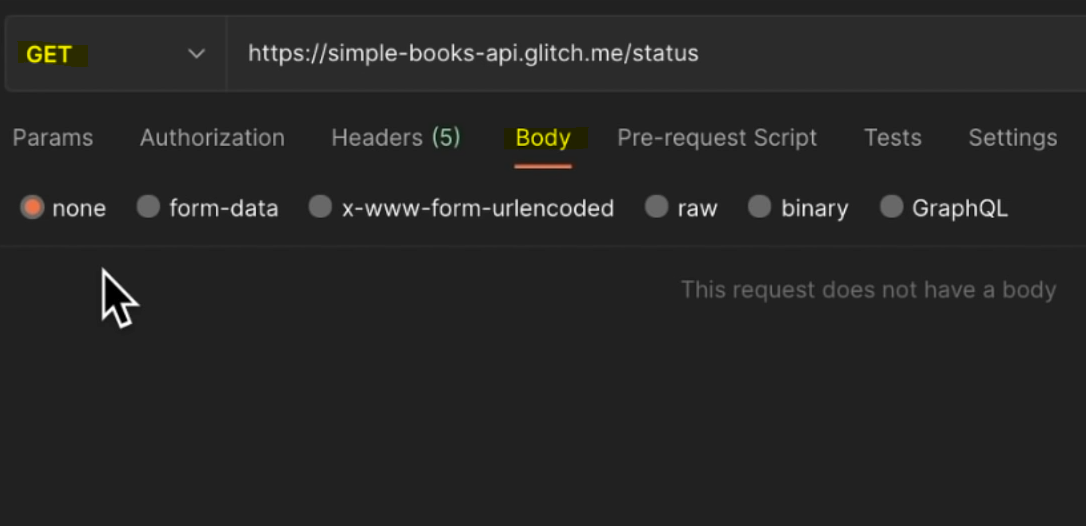 GET https://simple-books-api.glitch.me/status
Params Authorization Headers (5) Body Pre-request Script Tests Settings
none form-data x-www-form-urlencoded raw binary GraphQL
This request does not have a body